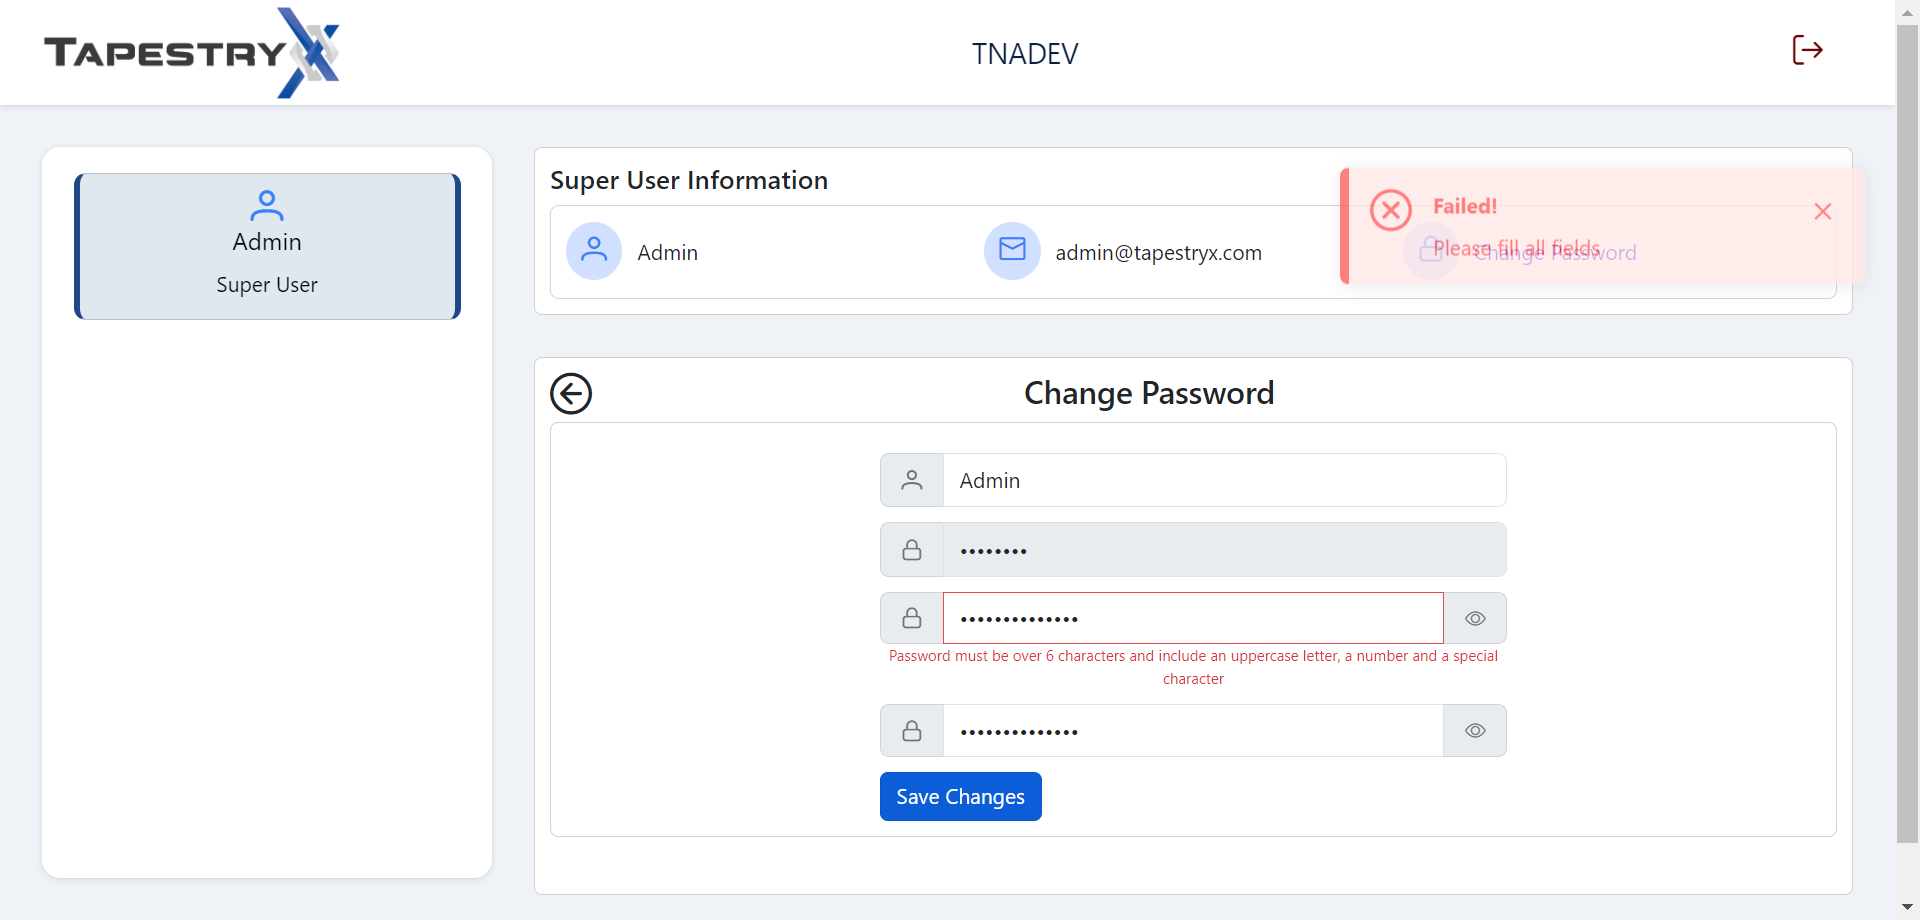 TAPESTRYX
TNADEV
Admin
Super User
Super User Information
Admin
admin@tapestryx.com
Change Password
Failed!
Please fill all fields
Change Password
Admin
••••••••
••••••••••••••
Password must be over 6 characters and include an uppercase letter, a number and a special
character
••••••••••••••
Save Changes